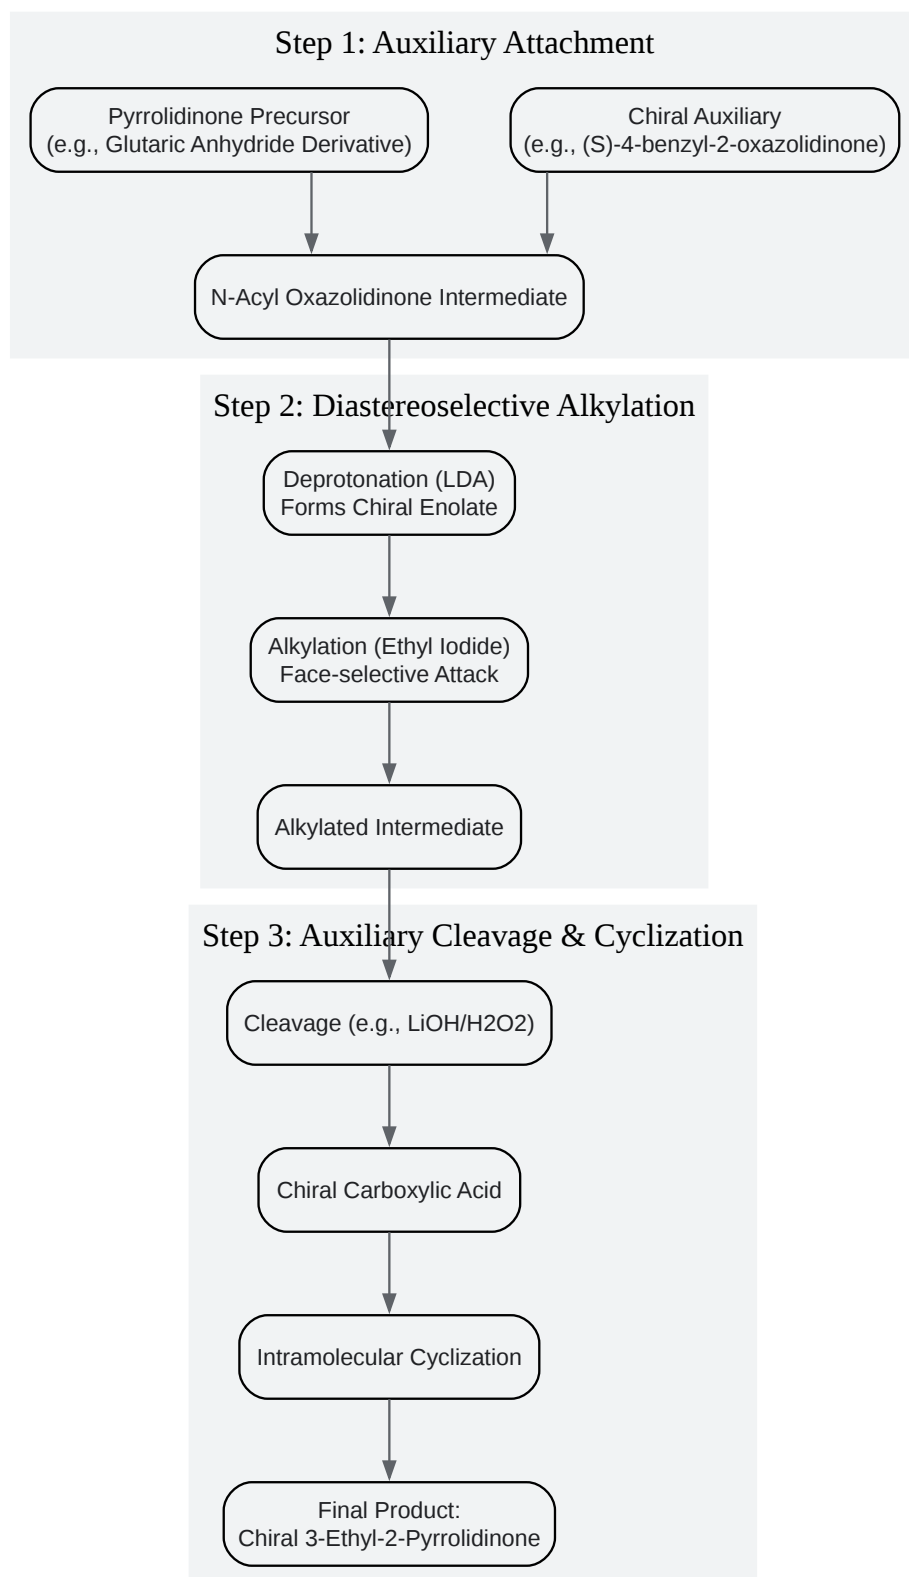 Step 1: Auxiliary Attachment
Pyrrolidinone Precursor
(e.g., Glutaric Anhydride Derivative)
Chiral Auxiliary
(e.g., (S)-4-benzyl-2-oxazolidinone)
N-Acyl Oxazolidinone Intermediate
Step 2: Diastereoselective Alkylation
Deprotonation (LDA)
Forms Chiral Enolate
Alkylation (Ethyl Iodide)
Face-selective Attack
Alkylated Intermediate
Step 3: Auxiliary Cleavage & Cyclization
Cleavage (e.g., LiOH/H2O2)
Chiral Carboxylic Acid
Intramolecular Cyclization
Final Product:
Chiral 3-Ethyl-2-Pyrrolidinone